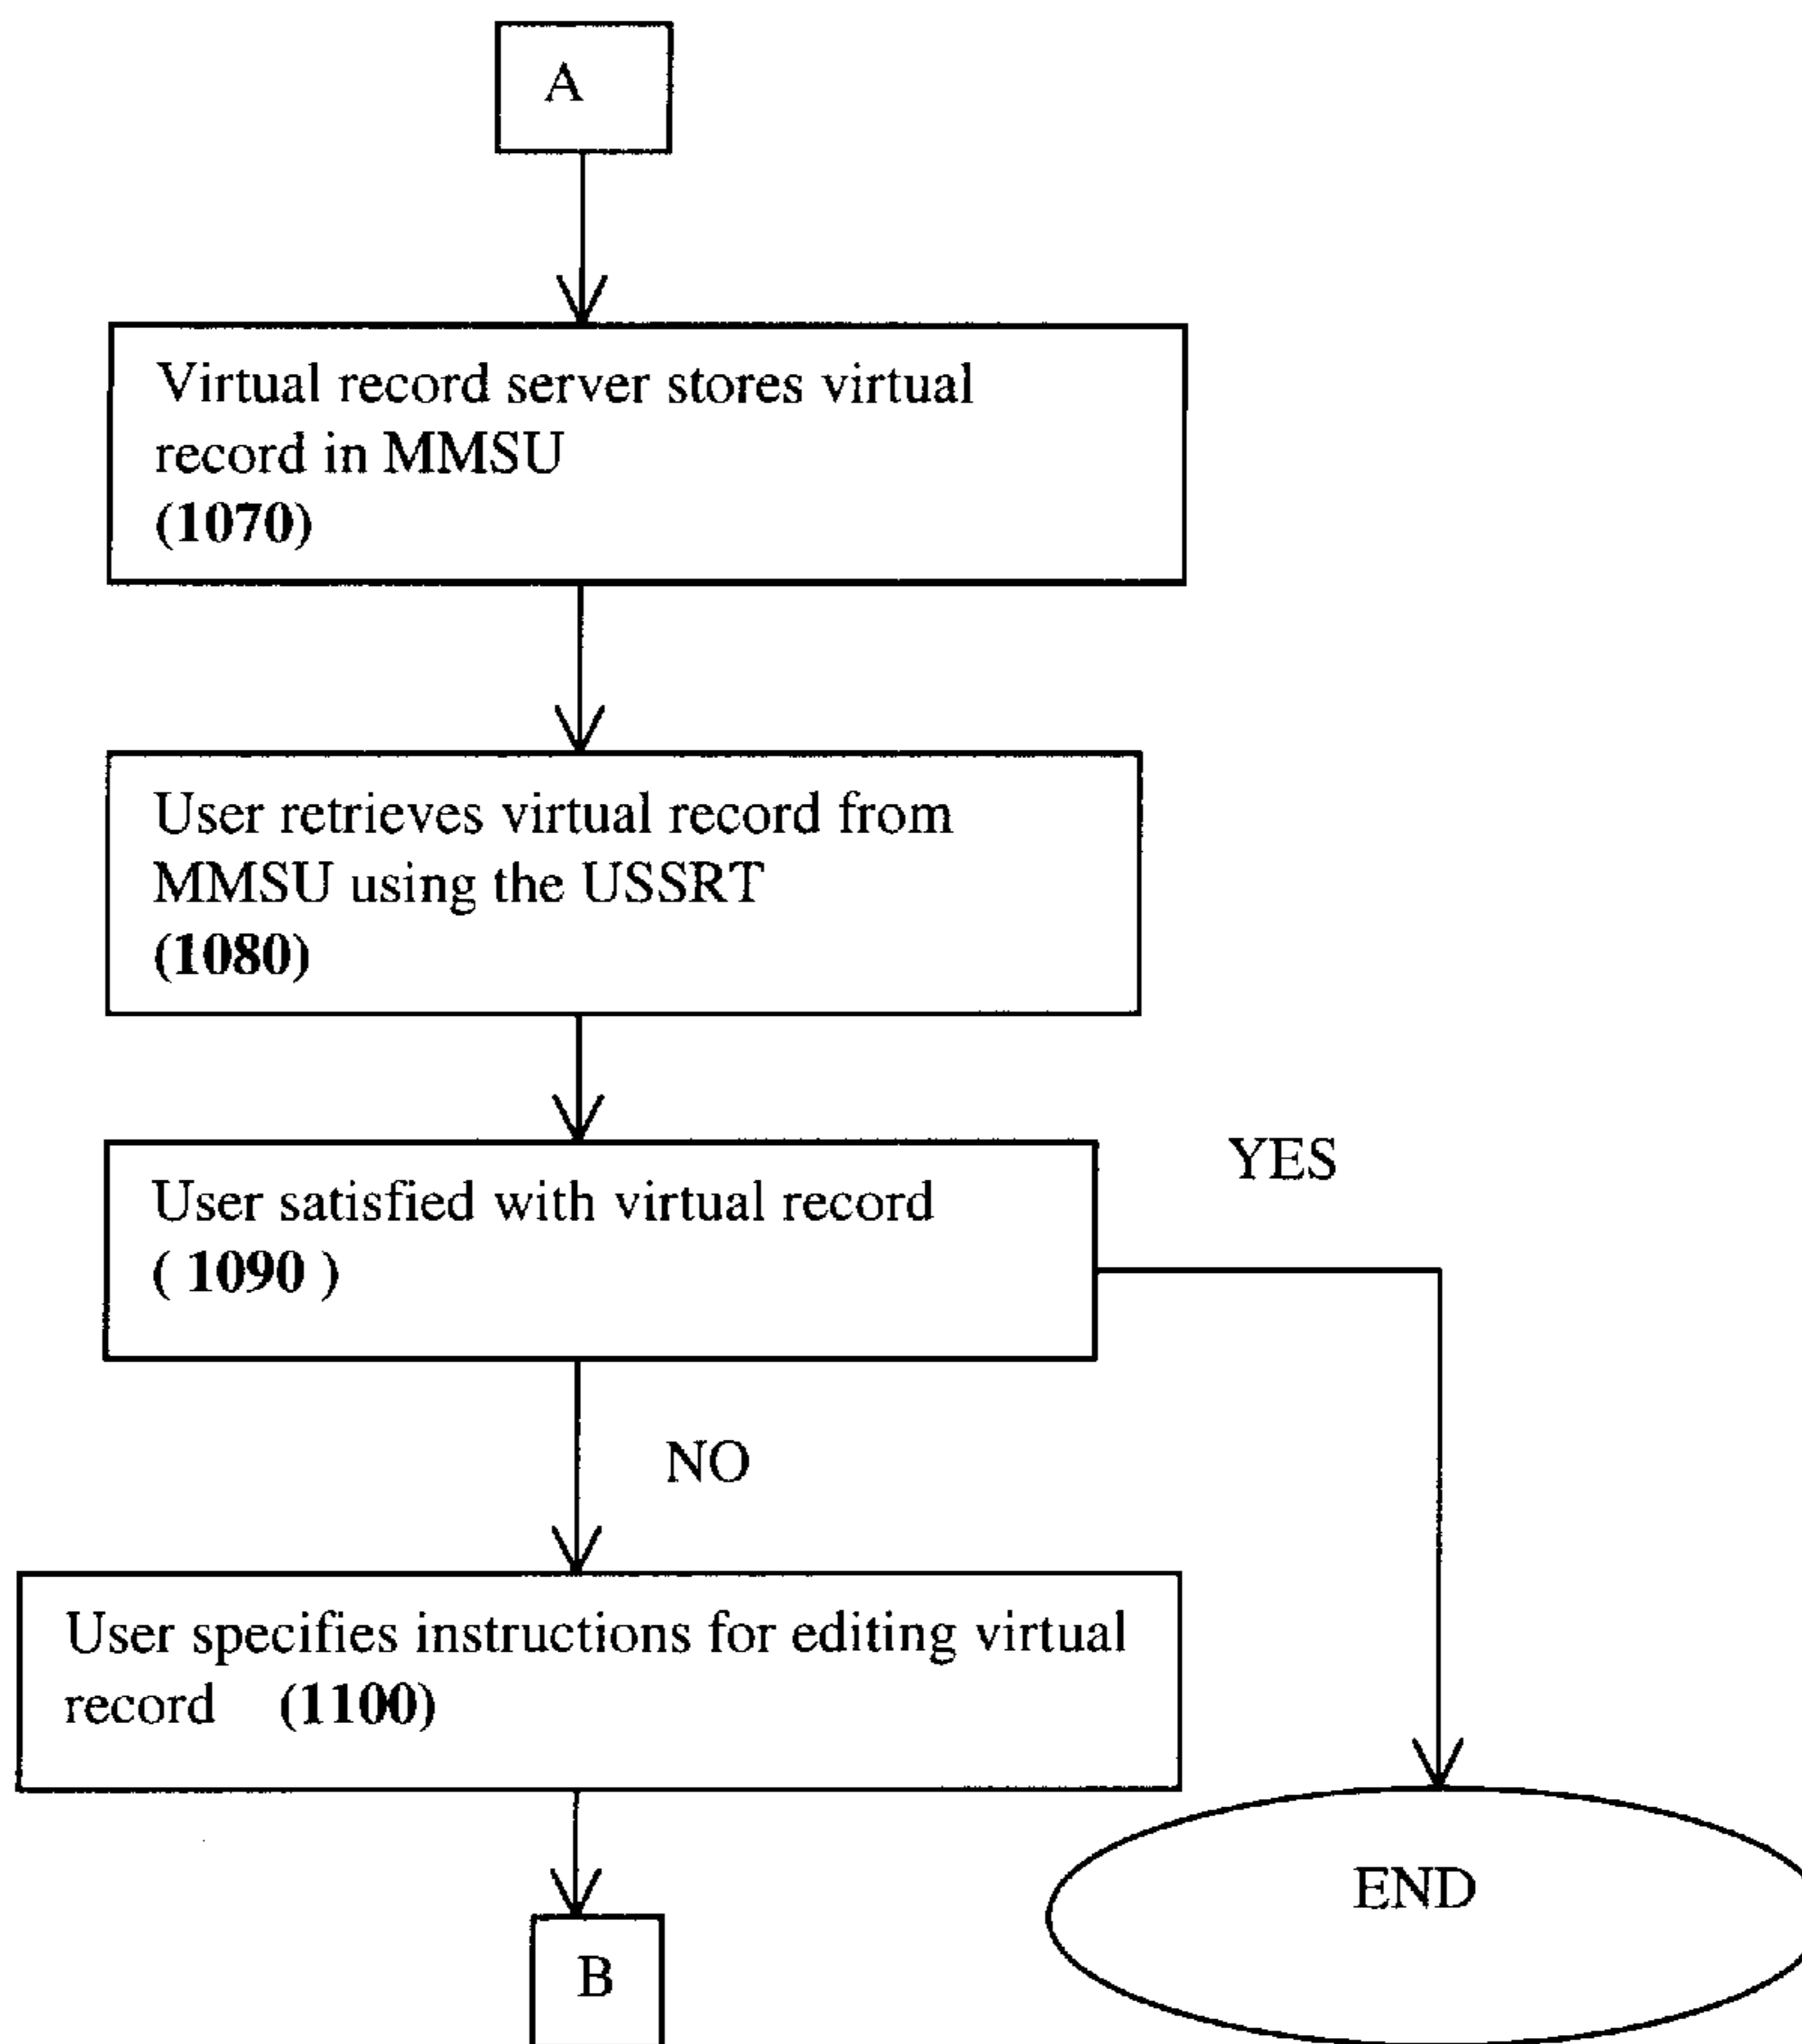 A
Virtual record server stores virtual
record in MMSU
(1070)
User retrieves virtual record from
MMSU using the USSRT
(1080)
User satisfied with virtual record
( 1090 )
YES
NO
User specifies instructions for editing virtual
record (1100)
END
B